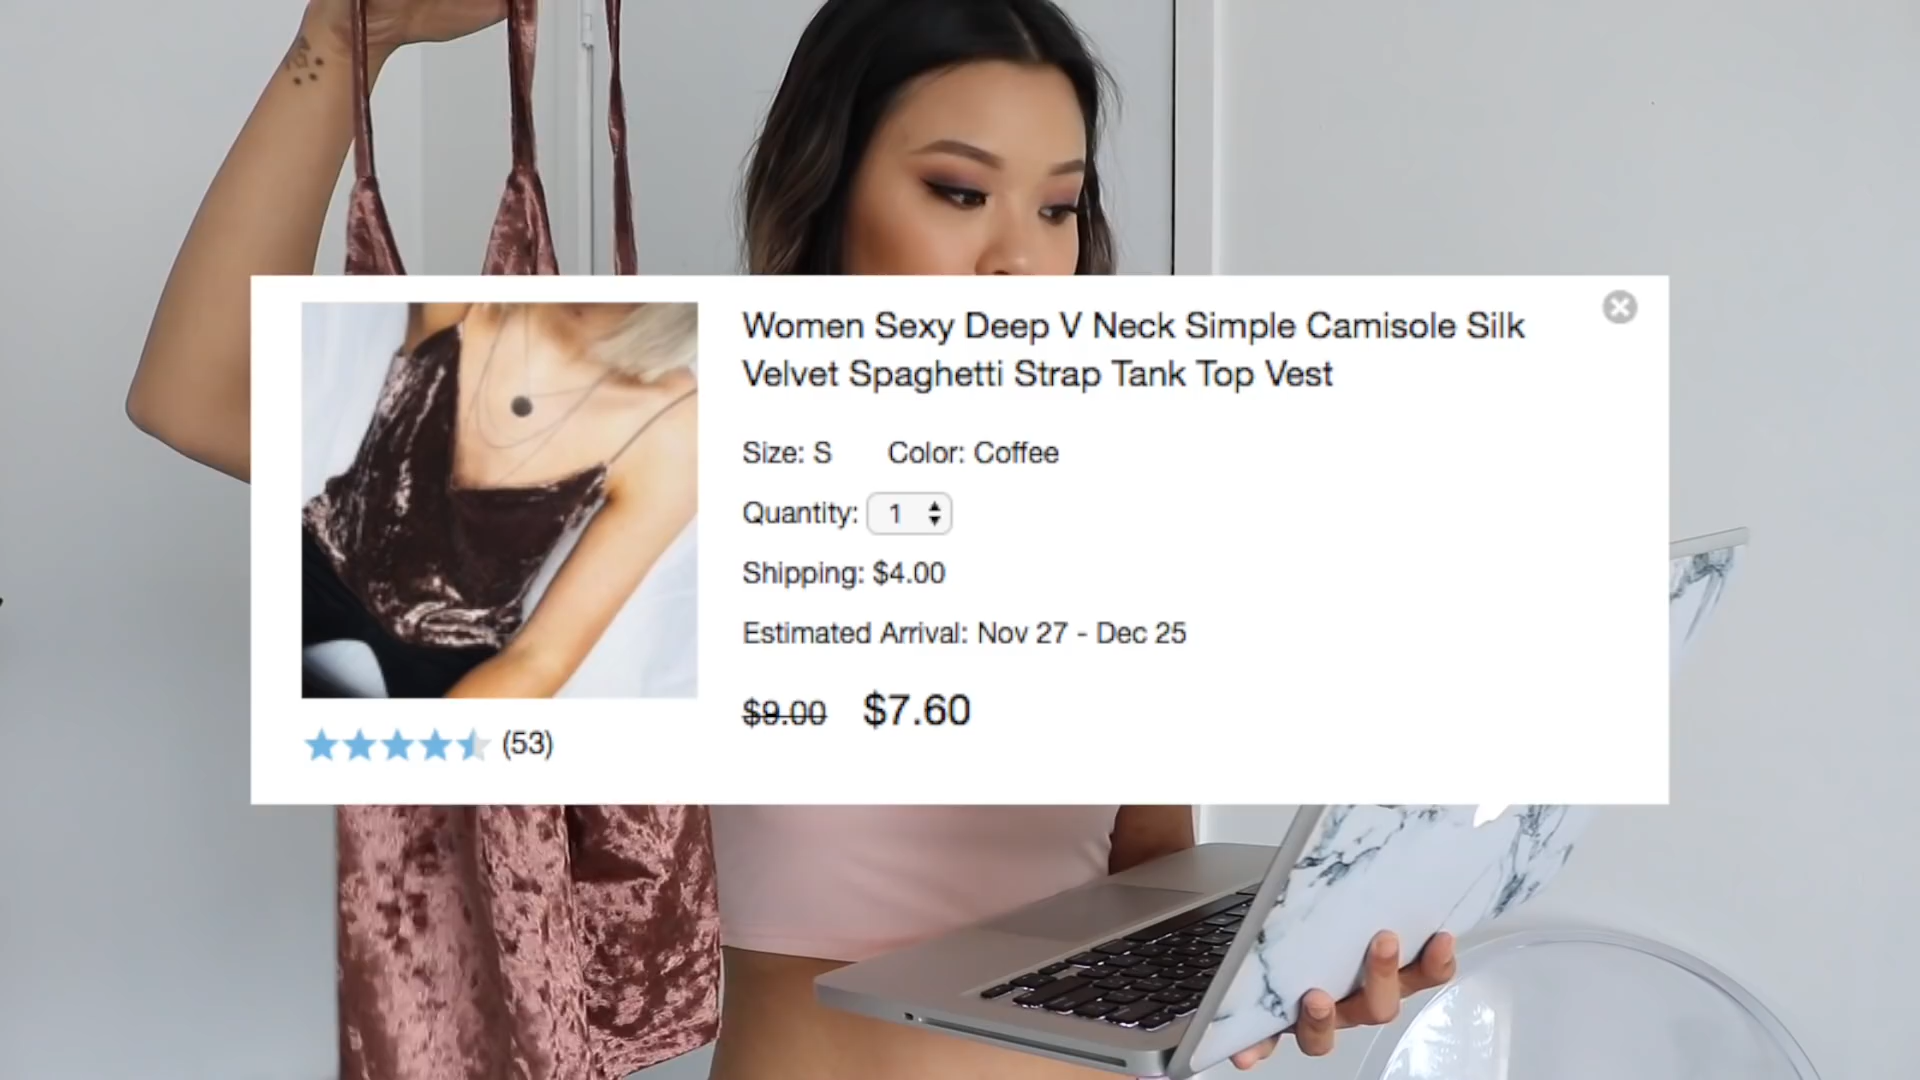 Women Sexy Deep V Neck Simple Camisole Silk
Velvet Spaghetti Strap Tank Top Vest
Size: S Color: Coffee
Quantity: 1
Shipping: $4.00
Estimated Arrival: Nov 27 - Dec 25
$9.00 $7.60
(53)